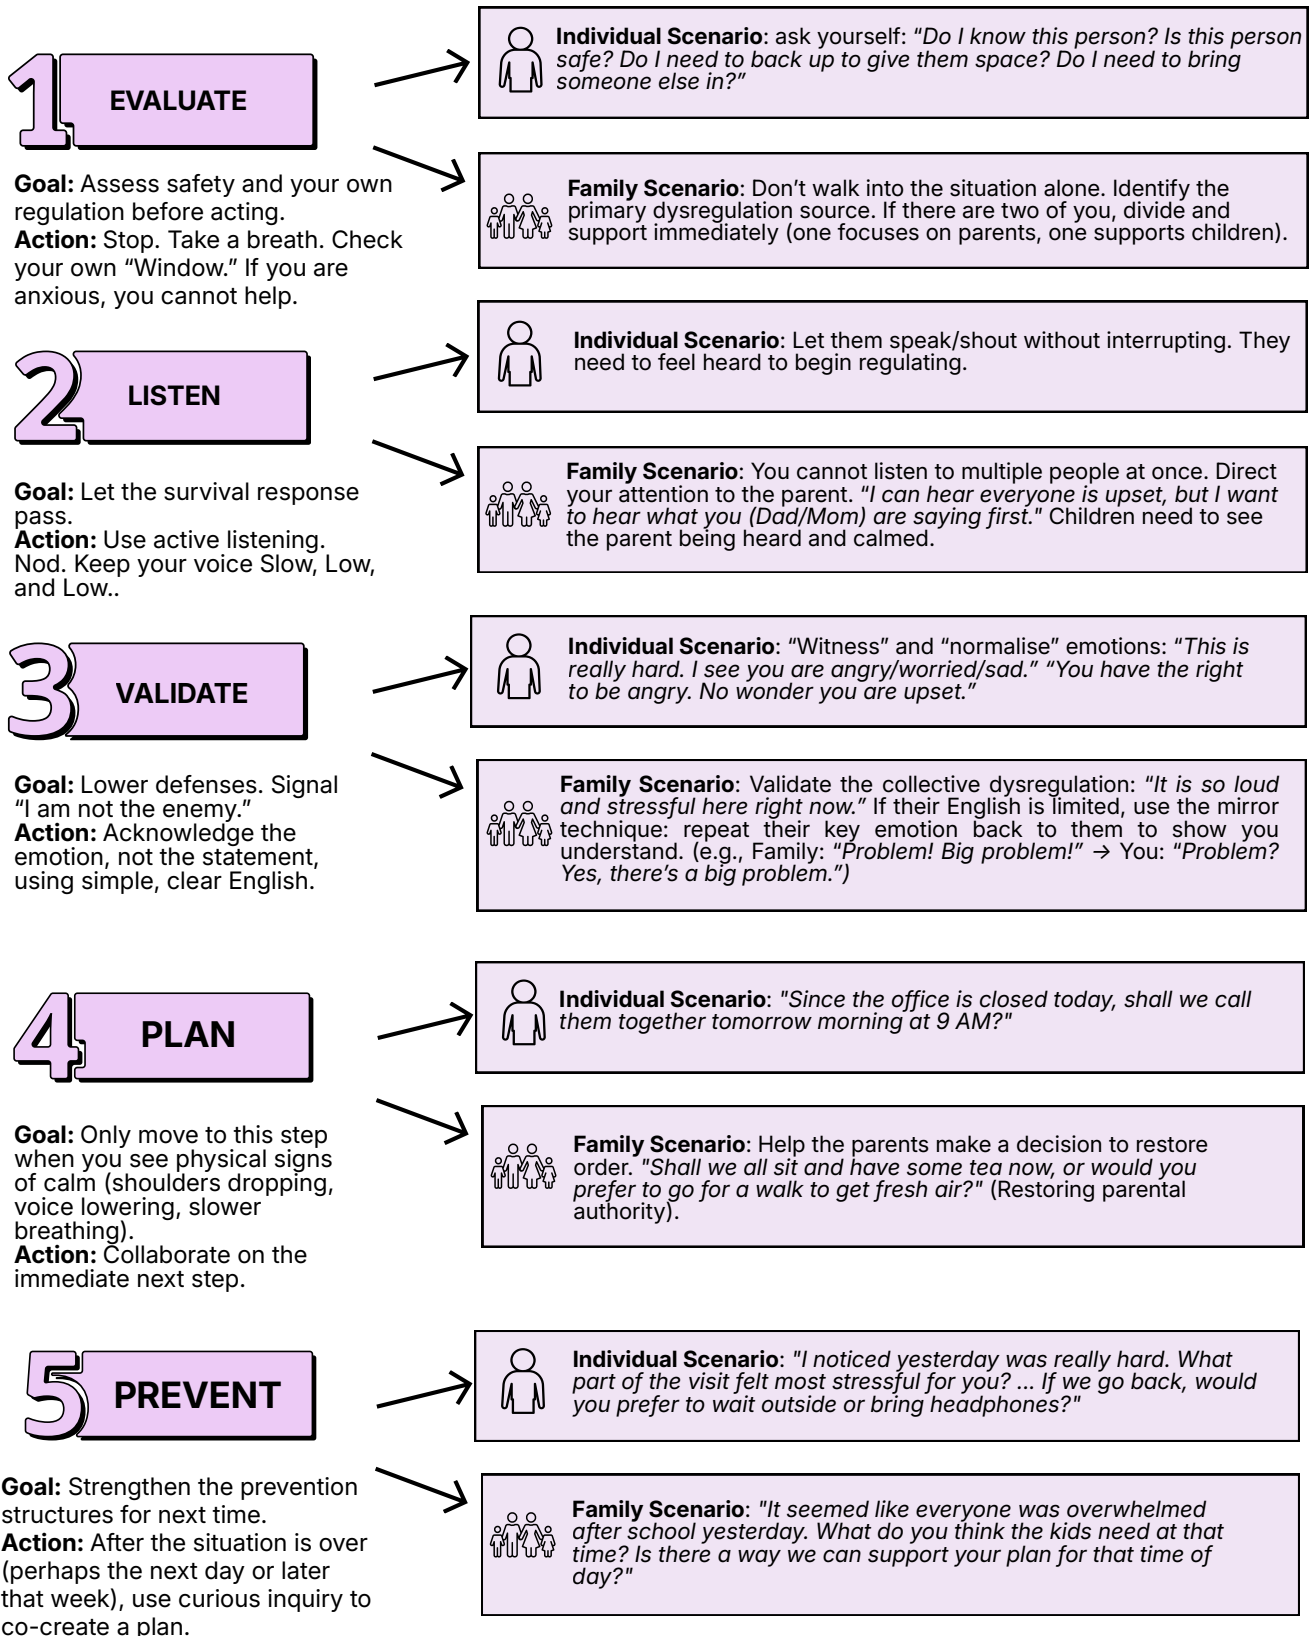 1
EVALUATE
Goal: Assess safety and your own
regulation before acting.
Action: Stop. Take a breath. Check
your own “Window.” If you are
anxious, you cannot help.
Individual Scenario: ask yourself: “Do I know this person? Is this person
safe? Do I need to back up to give them space? Do I need to bring
someone else in?”
Family Scenario: Don’t walk into the situation alone. Identify the
primary dysregulation source. If there are two of you, divide and
support immediately (one focuses on parents, one supports children).
2
LISTEN
Goal: Let the survival response
pass.
Action: Use active listening.
Nod. Keep your voice Slow, Low,
and Low..
Individual Scenario: Let them speak/shout without interrupting. They
need to feel heard to begin regulating.
Family Scenario: You cannot listen to multiple people at once. Direct
your attention to the parent. “I can hear everyone is upset, but I want
to hear what you (Dad/Mom) are saying first." Children need to see
the parent being heard and calmed.
3
VALIDATE
Goal: Lower defenses. Signal
“I am not the enemy.”
Action: Acknowledge the
emotion, not the statement,
using simple, clear English.
Individual Scenario: “Witness” and “normalise” emotions: “This is
really hard. I see you are angry/worried/sad.” “You have the right
to be angry. No wonder you are upset.”
Family Scenario: Validate the collective dysregulation: “It is so loud
and stressful here right now.” If their English is limited, use the mirror
technique: repeat their key emotion back to them to show you
understand. (e.g., Family: “Problem! Big problem!” → You: “Problem?
Yes, there’s a big problem.”)
4
PLAN
Goal: Only move to this step
when you see physical signs
of calm (shoulders dropping,
voice lowering, slower
breathing).
Action: Collaborate on the
immediate next step.
Individual Scenario: "Since the office is closed today, shall we call
them together tomorrow morning at 9 AM?"
Family Scenario: Help the parents make a decision to restore
order. "Shall we all sit and have some tea now, or would you
prefer to go for a walk to get fresh air?" (Restoring parental
authority).
5
PREVENT
Goal: Strengthen the prevention
structures for next time.
Action: After the situation is over
(perhaps the next day or later
that week), use curious inquiry to
co-create a plan.
Individual Scenario: "I noticed yesterday was really hard. What
part of the visit felt most stressful for you? ... If we go back, would
you prefer to wait outside or bring headphones?"
Family Scenario: "It seemed like everyone was overwhelmed
after school yesterday. What do you think the kids need at that
time? Is there a way we can support your plan for that time of
day?"